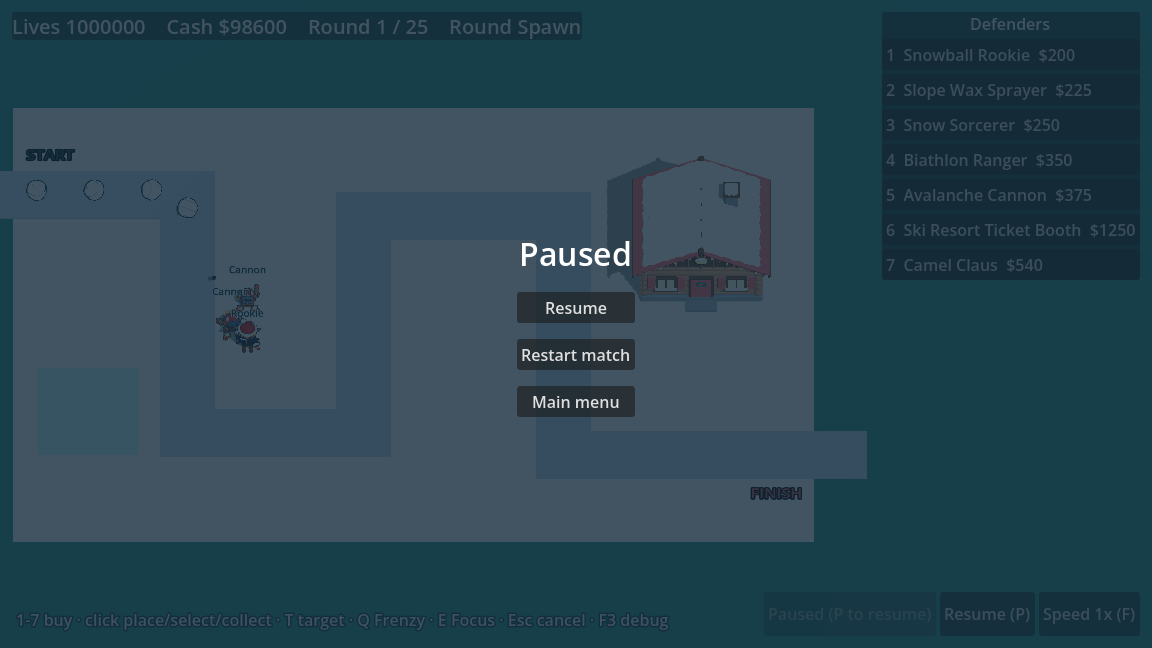 Lives 1000000 Cash $98600 Round 1 / 25 Round Spawn
Defenders
1 Snowball Rookie $200
2 Slope Wax Sprayer $225
3 Snow Sorcerer $250
4 Biathlon Ranger $350
5 Avalanche Cannon $375
6 Ski Resort Ticket Booth $1250
7 Camel Claus $540
START
Cannon
Cannon
Rookie
Paused
Resume
Restart match
Main menu
FINISH
1-7 buy · click place/select/collect · T target · Q Frenzy · E Focus · Esc cancel · F3 debug
Paused (P to resume)
Resume (P)
Speed 1x (F)